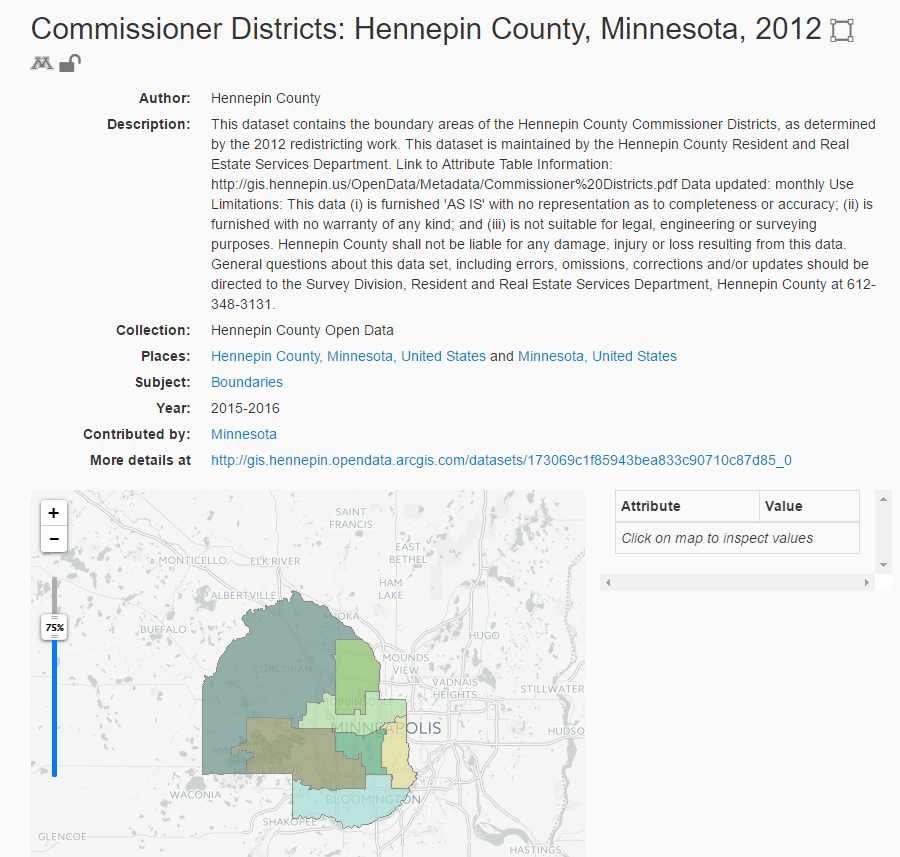 Commissioner Districts: Hennepin County, Minnesota, 2012
M
Author: Hennepin County
Description: This dataset contains the boundary areas of the Hennepin County Commissioner Districts, as determined
by the 2012 redistricting work. This dataset is maintained by the Hennepin County Resident and Real
Estate Services Department. Link to Attribute Table Information:
http://gis.hennepin.us/OpenData/Metadata/Commissioner%20Districts.pdf Data updated: monthly Use
Limitations: This data (i) is furnished 'AS IS' with no representation as to completeness or accuracy; (ii) is
furnished with no warranty of any kind; and (iii) is not suitable for legal, engineering or surveying
purposes. Hennepin County shall not be liable for any damage, injury or loss resulting from this data.
General questions about this data set, including errors, omissions, corrections and/or updates should be
directed to the Survey Division, Resident and Real Estate Services Department, Hennepin County at 612-
348-3131.
Collection: Hennepin County Open Data
Places: Hennepin County, Minnesota, United States and Minnesota, United States
Subject: Boundaries
Year: 2015-2016
Contributed by: Minnesota
More details at http://gis.hennepin.opendata.arcgis.com/datasets/173069c1f85943bea833c90710c87d85_0
+
−
75%
SAINT
FRANCIS
EAST
BETHEL
MONTICELLO
ELK RIVER
HAM
LAKE
ALBERTVILLE
ANOKA
BUFFALO
HUGO
MOUNDS
VIEW
CORCORAN
VADNAIS
HEIGHTS
STILLWATER
MINNEAPOLIS
HUDSO
WACONIA
BLOOMINGTON
SHAKOPEE
GLENCOE
HASTINGS
Attribute Value
Click on map to inspect values